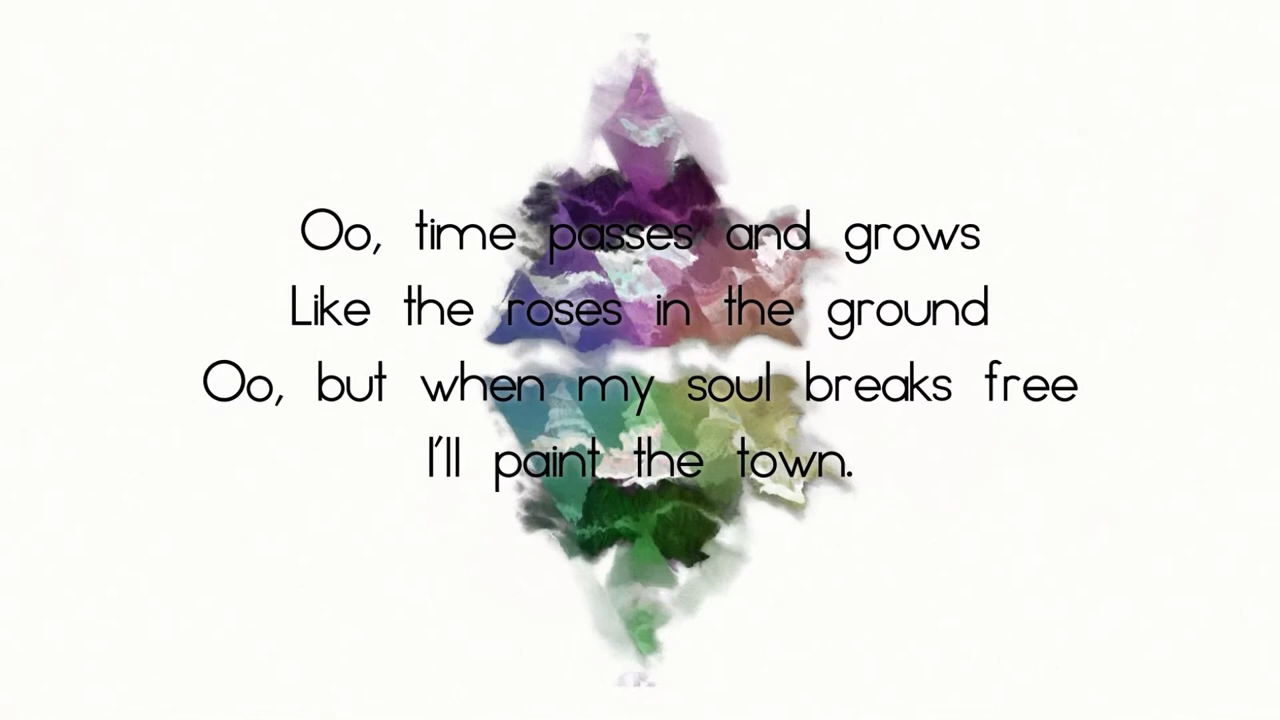 Oo, time passes and grows
Like the roses in the ground
Oo, but when my soul breaks free
I'll paint the town.